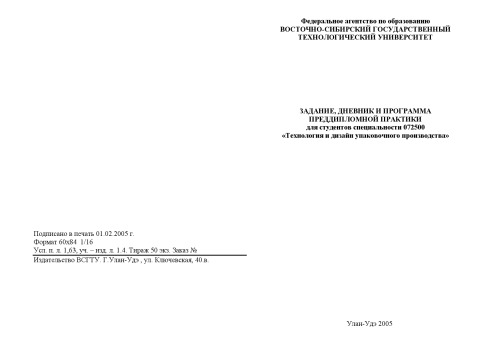 Федеральное агентство по образованию
ВОСТОЧНО-СИБИРСКИЙ ГОСУДАРСТВЕННЫЙ
ТЕХНОЛОГИЧЕСКИЙ УНИВЕРСИТЕТ
ЗАДАНИЕ, ДНЕВНИК И ПРОГРАММА
ПРЕДДИПЛОМНОЙ ПРАКТИКИ
для студентов специальности 072500
«Технология и дизайн упаковочного производства»
Подписано в печать 01.02.2005 г.
Формат 60х84 1/16
Усл. п. л. 1,63, уч. – изд. л. 1.4. Тираж 50 экз. Заказ №
Издательство ВСГТУ. Г.Улан-Удэ , ул. Ключевская, 40.в.
Улан-Удэ 2005